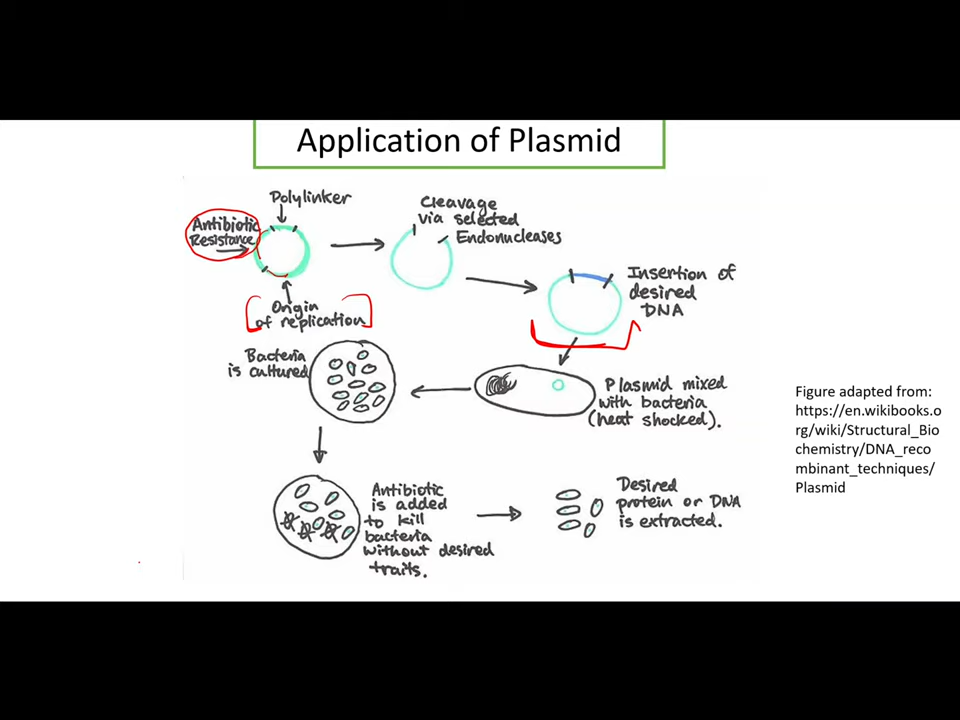 Application of Plasmid
Polylinker
Antibiotic
Resistance
Origin
of replication
Cleavage
via selected
Endonucleases
Insertion of
desired
DNA
Plasmid mixed
with bacteria
(heat shocked).
Bacteria
is cultured
Antibiotic
is added
to kill
bacteria
without desired
traits.
Desired
protein or DNA
is extracted.
Figure adapted from:
https://en.wikibooks.o
rg/wiki/Structural_Bio
chemistry/DNA_reco
mbinant_techniques/
Plasmid